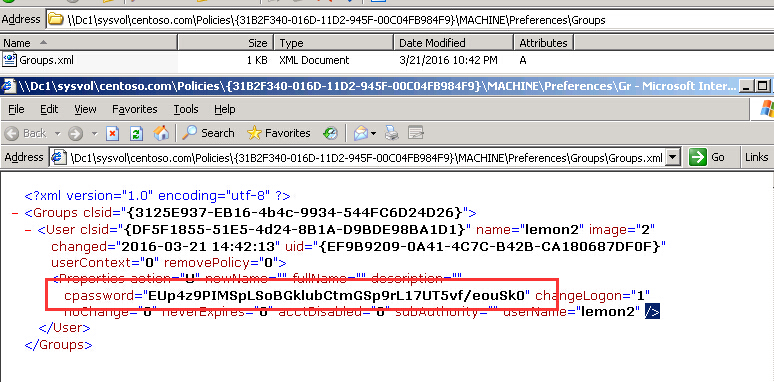 Address \\Dc1\sysvol\centoso.com\Policies\{31B2F340-016D-11D2-945F-00C04FB984F9}\MACHINE\Preferences\Groups
Name Size Type Date Modified Attributes
Groups.xml 1 KB XML Document 3/21/2016 10:42 PM A
\\Dc1\sysvol\centoso.com\Policies\{31B2F340-016D-11D2-945F-00C04FB984F9}\MACHINE\Preferences\Gr - Microsoft Inter...
File Edit View Favorites Tools Help
Back Search Favorites
Address \Dc1\sysvol\centoso.com\Policies\{31B2F340-016D-11D2-945F-00C04FB984F9}\MACHINE\Preferences\Groups\Groups.xml Go Links
<?xml version="1.0" encoding="utf-8" ?>
- <Groups clsid="{3125E937-EB16-4b4c-9934-544FC6D24D26}">
- <User clsid="{DF5F1855-51E5-4d24-8B1A-D9BDE98BA1D1}" name="lemon2" image="2"
changed="2016-03-21 14:42:13" uid="{EF9B9209-0A41-4C7C-B42B-CA180687DF0F}"
userContext="0" removePolicy="0">
<Properties action="U" newName="" fullName="" description=""
cpassword="EUp4z9PIMSpLSoBGklubCtmGSp9rL17UT5vf/eouSk0" changeLogon="1"
noChange="0" neverExpires="0" acctDisabled="0" subAuthority="" userName="lemon2" />
</User>
</Groups>